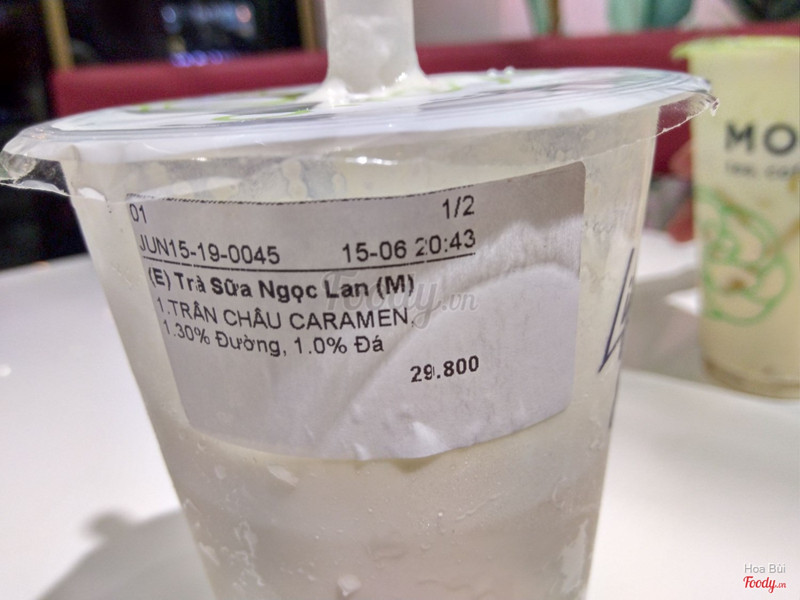 01 1/2
JUN15-19-0045 15-06 20:43
(E) Trà Sữa Ngọc Lan (M)
1.TRÂN CHÂU CARAMEN,
1.30% Đường, 1.0% Đá
29.800
Foody.vn
MO
Hoa Bùi
Foody.vn